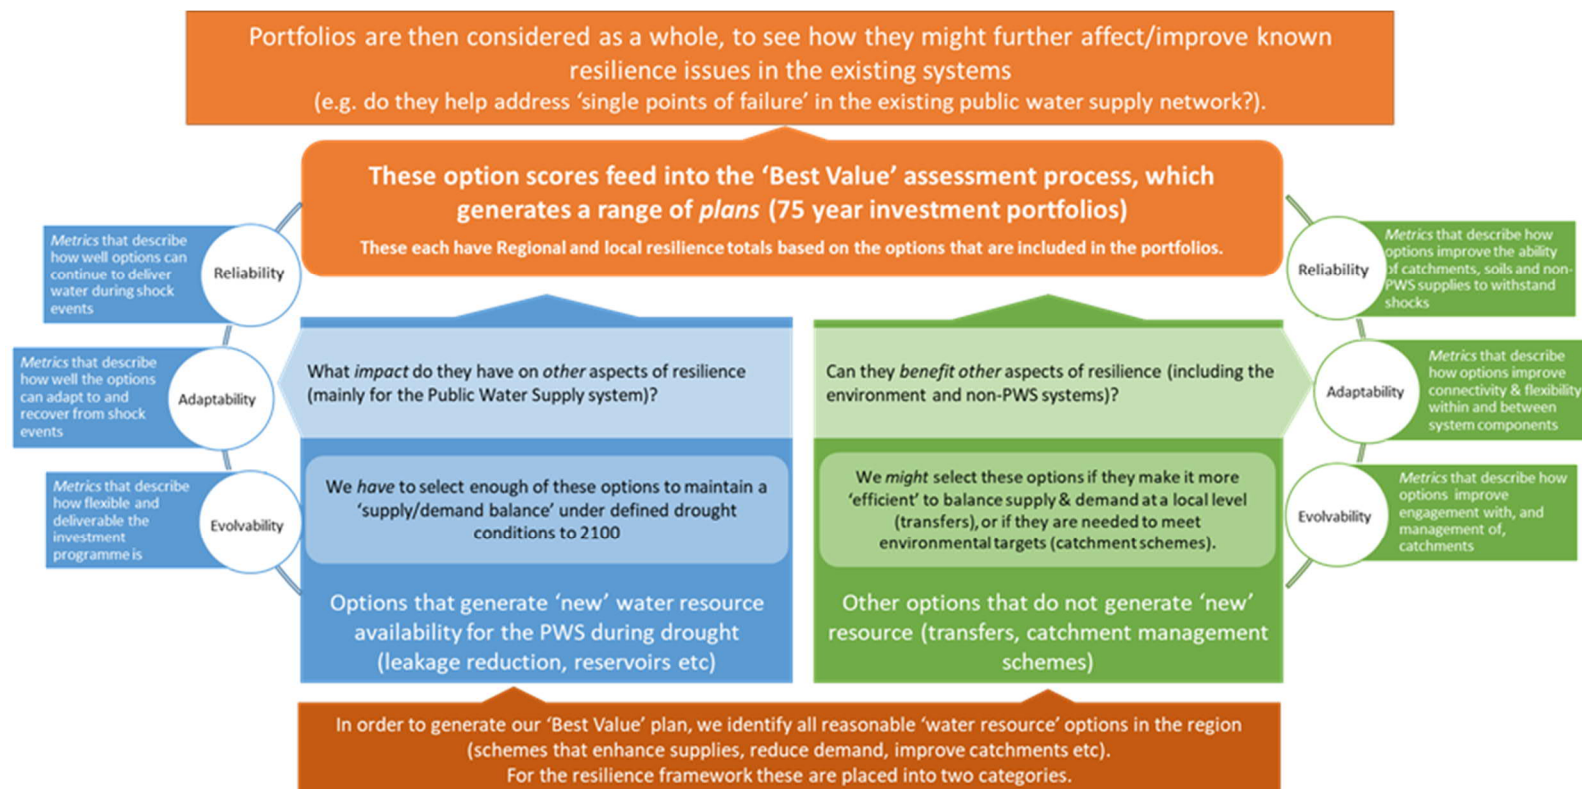 Portfolios are then considered as a whole, to see how they might further affect/improve known
resilience issues in the existing systems
(e.g. do they help address ‘single points of failure’ in the existing public water supply network?).
These option scores feed into the ‘Best Value’ assessment process, which
generates a range of plans (75 year investment portfolios)
These each have Regional and local resilience totals based on the options that are included in the portfolios.
Metrics that describe
how well options can
continue to deliver
water during shock
events
Reliability
Metrics that describe
how well the options
can adapt to and
recover from shock
events
Adaptability
Metrics that describe
how flexible and
deliverable the
investment
programme is
Evolvability
What impact do they have on other aspects of resilience
(mainly for the Public Water Supply system)?
We have to select enough of these options to maintain a
‘supply/demand balance’ under defined drought
conditions to 2100
Options that generate ‘new’ water resource
availability for the PWS during drought
(leakage reduction, reservoirs etc)
Can they benefit other aspects of resilience (including the
environment and non-PWS systems)?
We might select these options if they make it more
‘efficient’ to balance supply & demand at a local level
(transfers), or if they are needed to meet
environmental targets (catchment schemes).
Other options that do not generate ‘new’
resource (transfers, catchment management
schemes)
Reliability
Metrics that describe how
options improve the ability
of catchments, soils and non-
PWS supplies to withstand
shocks
Adaptability
Metrics that describe
how options improve
connectivity & flexibility
within and between
system components
Evolvability
Metrics that describe how
options improve
engagement with, and
management of,
catchments
In order to generate our ‘Best Value’ plan, we identify all reasonable ‘water resource’ options in the region
(schemes that enhance supplies, reduce demand, improve catchments etc).
For the resilience framework these are placed into two categories.